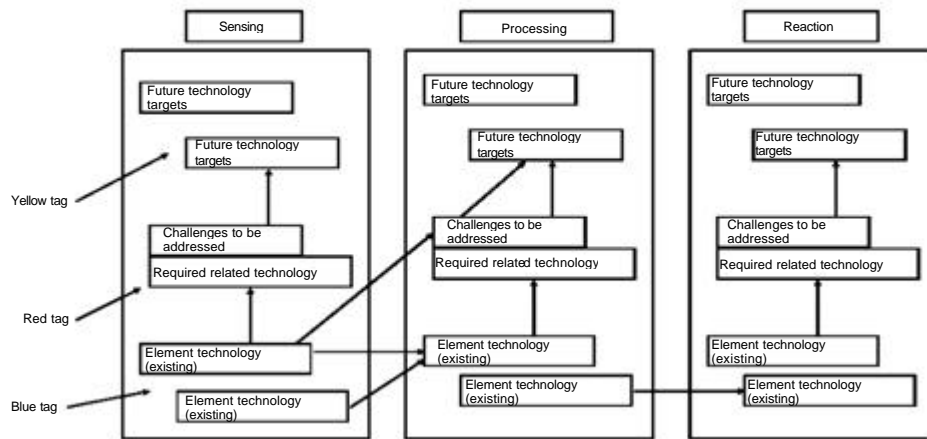 Sensing
Processing
Reaction
Future technology
targets
Future technology
targets
Yellow tag
Challenges to be
addressed
Required related technology
Red tag
Element technology
(existing)
Blue tag
Element technology
(existing)
Future technology
targets
Future technology
targets
Challenges to be
addressed
Required related technology
Element technology
(existing)
Element technology
(existing)
Future technology
targets
Future technology
targets
Challenges to be
addressed
Required related technology
Element technology
(existing)
Element technology
(existing)